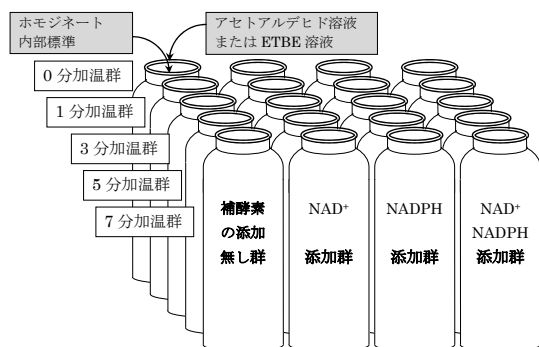 ホモジネート
内部標準
アセトアルデヒド溶液
または ETBE 溶液
0 分加温群
1 分加温群
3 分加温群
5 分加温群
7 分加温群
補酵素
の添加
無し群
NAD⁺
添加群
NADPH
添加群
NAD⁺
NADPH
添加群